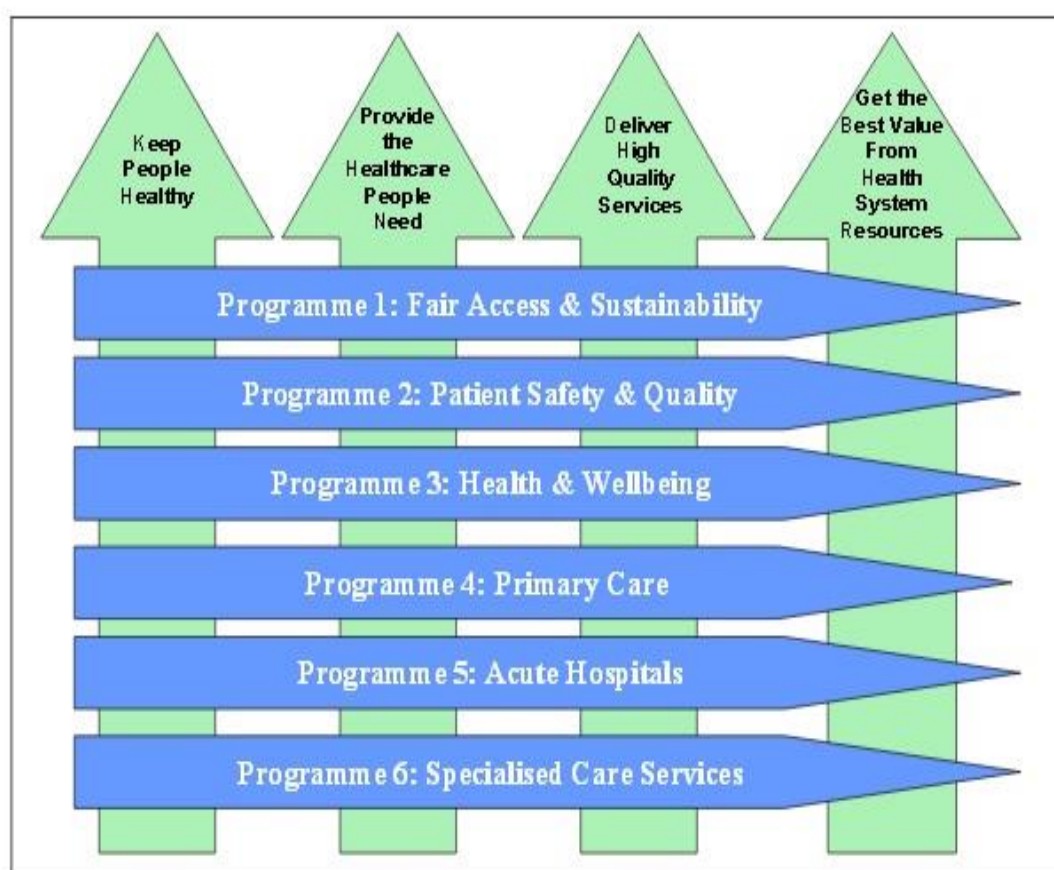 Keep
People
Healthy
Provide
the
Healthcare
People
Need
Deliver
High
Quality
Services
Get the
Best Value
From
Health
System
Resources
Programme 1: Fair Access & Sustainability
Programme 2: Patient Safety & Quality
Programme 3: Health & Wellbeing
Programme 4: Primary Care
Programme 5: Acute Hospitals
Programme 6: Specialised Care Services